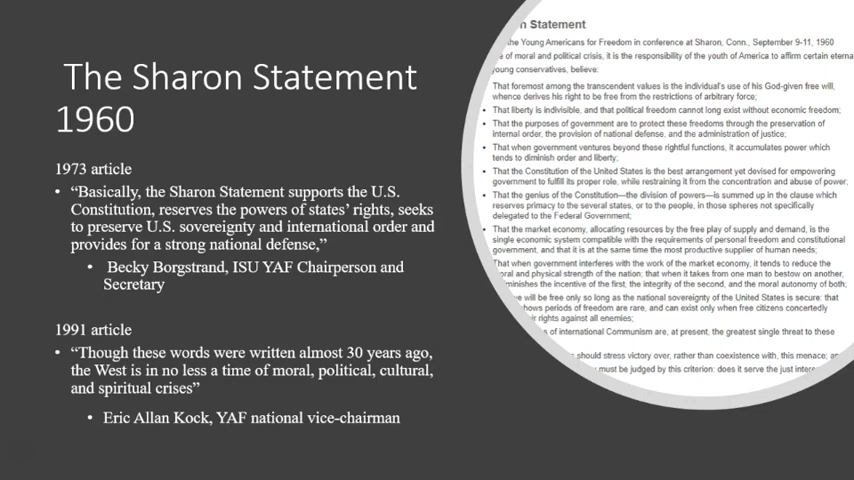 The Sharon Statement
1960
1973 article
• “Basically, the Sharon Statement supports the U.S.
Constitution, reserves the powers of states’ rights, seeks
to preserve U.S. sovereignty and international order and
provides for a strong national defense,”
• Becky Borgstrand, ISU YAF Chairperson and
Secretary
1991 article
• “Though these words were written almost 30 years ago,
the West is in no less a time of moral, political, cultural,
and spiritual crises”
• Eric Allan Kock, YAF national vice-chairman
n Statement
the Young Americans for Freedom in conference at Sharon, Conn., September 9-11, 1960
of moral and political crisis, it is the responsibility of the youth of America to affirm certain eterna
young conservatives, believe:
That foremost among the transcendent values is the individual's use of his God-given free will,
whence derives his right to be free from the restrictions of arbitrary force;
• That liberty is indivisible, and that political freedom cannot long exist without economic freedom;
• That the purposes of government are to protect these freedoms through the preservation of
internal order, the provision of national defense, and the administration of justice;
• That when government ventures beyond these rightful functions, it accumulates power which
tends to diminish order and liberty;
• That the Constitution of the United States is the best arrangement yet devised for empowering
government to fulfill its proper role, while restraining it from the concentration and abuse of power;
• That the genius of the Constitution—the division of powers—is summed up in the clause which
reserves primacy to the several states, or to the people, in those spheres not specifically
delegated to the Federal Government;
• That the market economy, allocating resources by the free play of supply and demand, is the
single economic system compatible with the requirements of personal freedom and constitutional
government, and that it is at the same time the most productive supplier of human needs;
That when government interferes with the work of the market economy, it tends to reduce the
oral and physical strength of the nation; that when it takes from one man to bestow on another,
minishes the incentive of the first, the integrity of the second, and the moral autonomy of both;
we will be free only so long as the national sovereignty of the United States is secure: that
hows periods of freedom are rare, and can exist only when free citizens concertedly
rights against all enemies;
of international Communism are, at present, the greatest single threat to these
should stress victory over, rather than coexistence with, this menace; an
must be judged by this criterion: does it serve the just inter